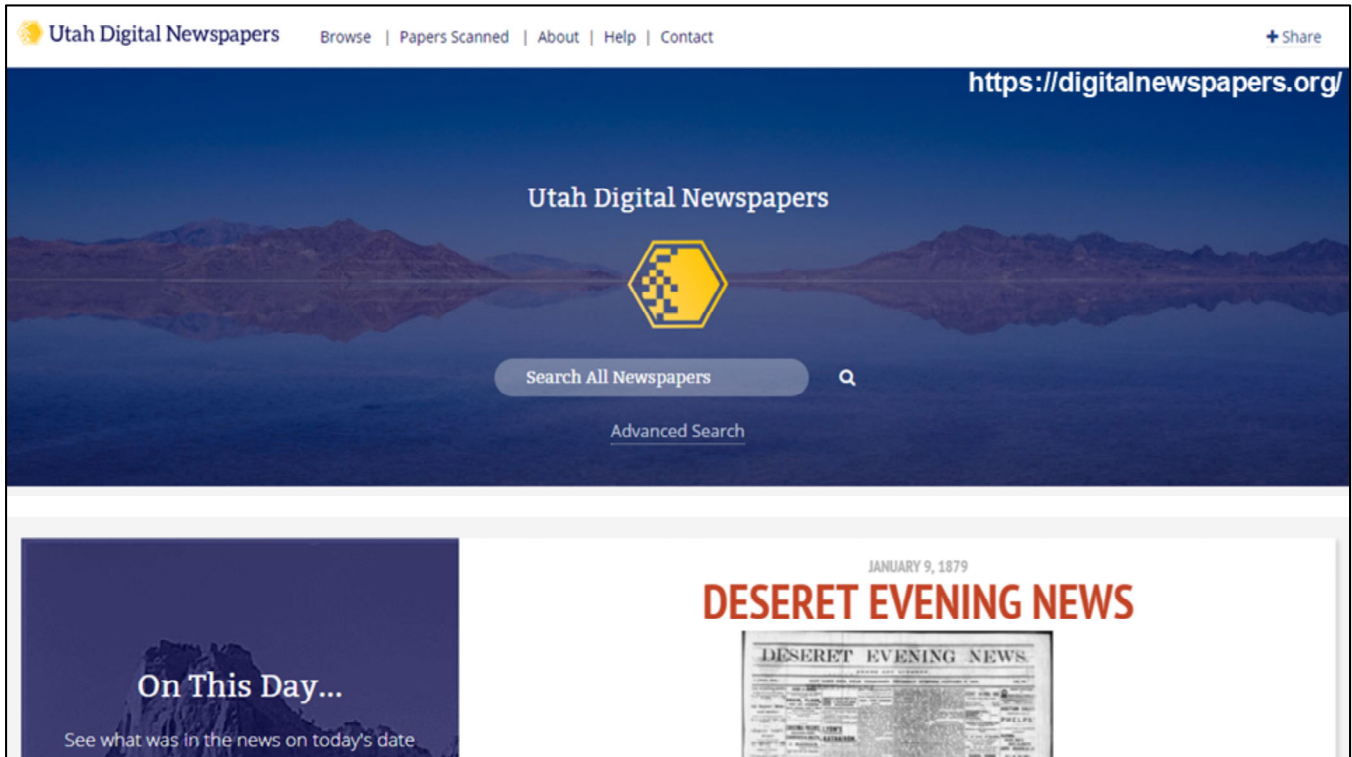 Utah Digital Newspapers Browse | Papers Scanned | About | Help | Contact + Share
https://digitalnewspapers.org/
Utah Digital Newspapers
Search All Newspapers
Advanced Search
On This Day...
See what was in the news on today's date
JANUARY 9, 1879
DESERET EVENING NEWS
DESERET EVENING NEWS.